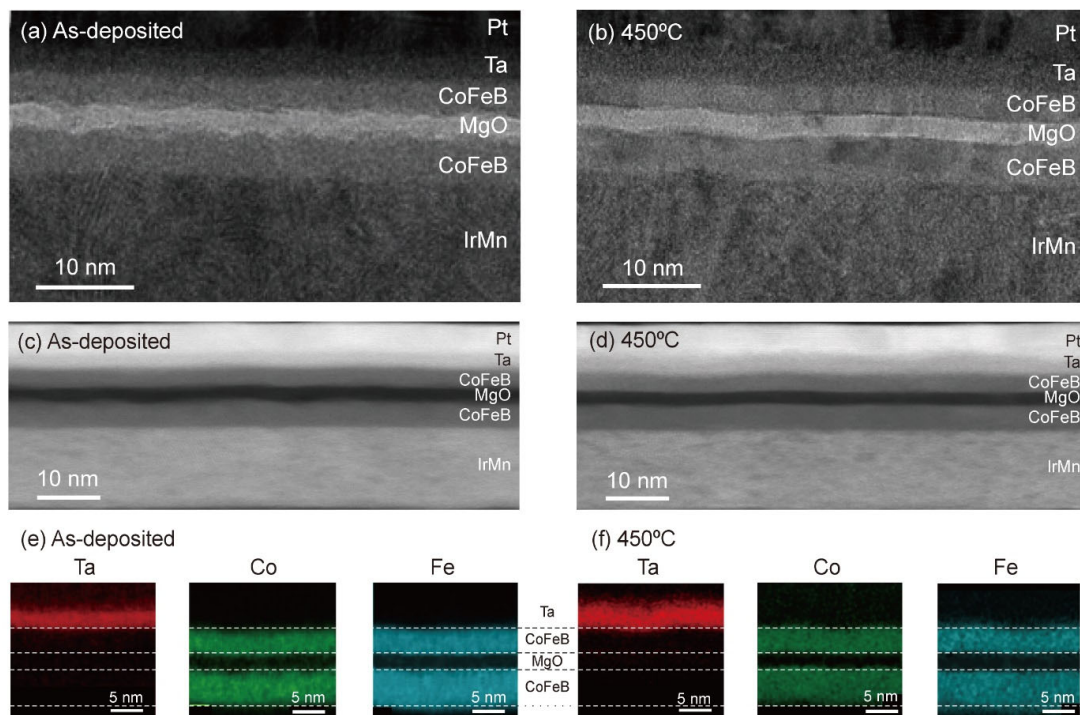 (a) As-deposited
Pt
Ta
CoFeB
MgO
CoFeB
IrMn
10 nm
(b) 450ºC
Pt
Ta
CoFeB
MgO
CoFeB
IrMn
10 nm
(c) As-deposited
Pt
Ta
CoFeB
MgO
CoFeB
IrMn
10 nm
(d) 450ºC
Pt
Ta
CoFeB
MgO
CoFeB
IrMn
10 nm
(e) As-deposited
Ta
Co
Fe
5 nm
5 nm
5 nm
Ta
CoFeB
MgO
CoFeB
(f) 450ºC
Ta
Co
Fe
5 nm
5 nm
5 nm